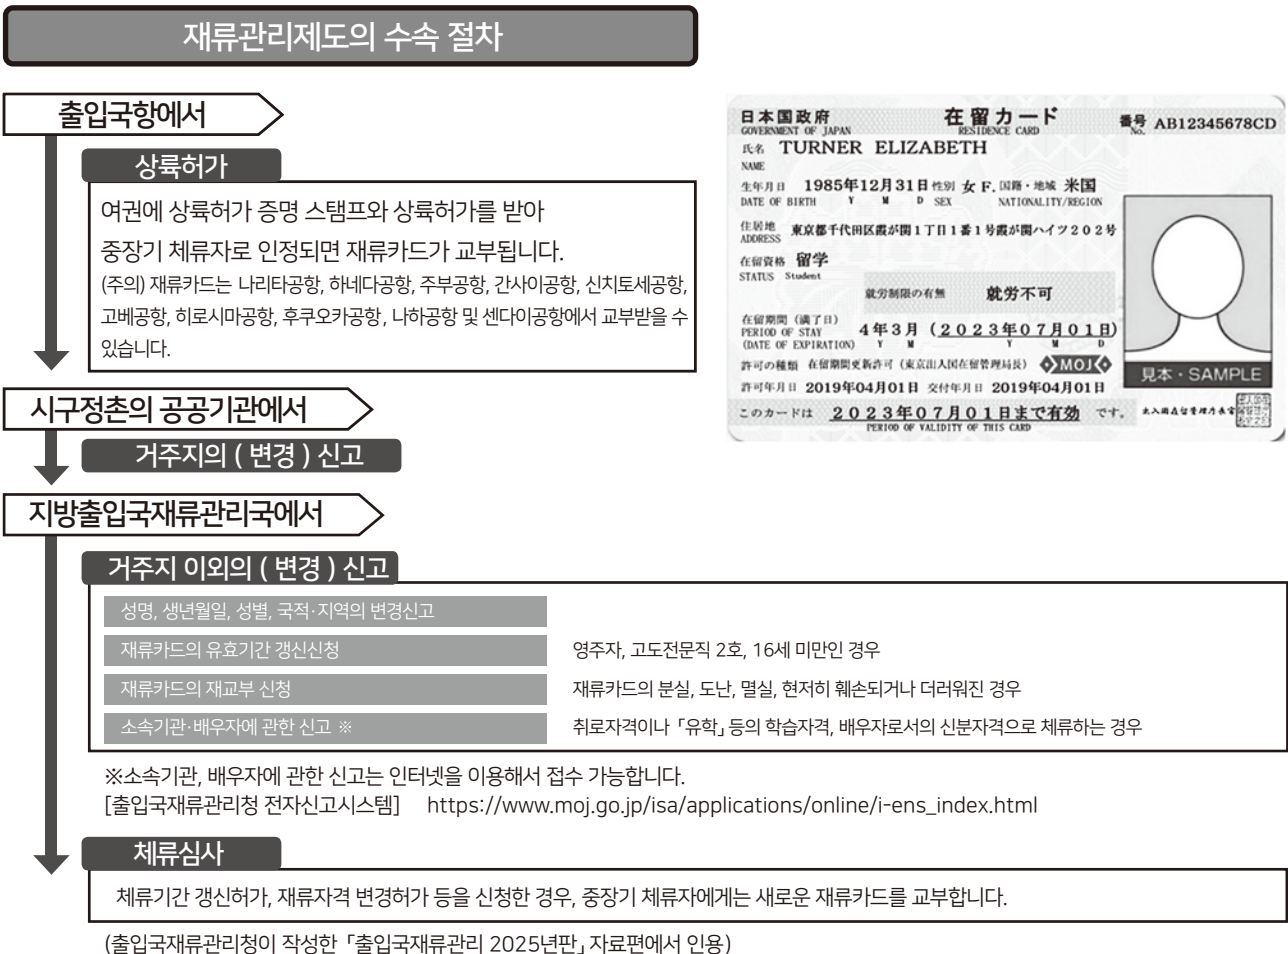 재류관리제도의 수속 절차
출입국항에서
상륙허가
여권에 상륙허가 증명 스탬프와 상륙허가를 받아
중장기 체류자로 인정되면 재류카드가 교부됩니다.
(주의) 재류카드는 나리타공항, 하네다공항, 주부공항, 간사이공항, 신치토세공항,
고베공항, 히로시마공항, 후쿠오카공항, 나하공항 및 센다이공항에서 교부받을 수
있습니다.
시구정촌의 공공기관에서
거주지의 ( 변경 ) 신고
지방출입국재류관리국에서
거주지 이외의 ( 변경 ) 신고
성명, 생년월일, 성별, 국적·지역의 변경신고
재류카드의 유효기간 갱신신청 영주자, 고도전문직 2호, 16세 미만인 경우
재류카드의 재교부 신청 재류카드의 분실, 도난, 멸실, 현저히 훼손되거나 더러워진 경우
소속기관·배우자에 관한 신고 ※ 취로자격이나 「유학」 등의 학습자격, 배우자로서의 신분자격으로 체류하는 경우
※소속기관, 배우자에 관한 신고는 인터넷을 이용해서 접수 가능합니다.
[출입국재류관리청 전자신고시스템] https://www.moj.go.jp/isa/applications/online/i-ens_index.html
체류심사
체류기간 갱신허가, 재류자격 변경허가 등을 신청한 경우, 중장기 체류자에게는 새로운 재류카드를 교부합니다.
(출입국재류관리청이 작성한 「출입국재류관리 2025년판」 자료편에서 인용)
日本国政府 在留カード 番号 AB12345678CD
GOVERNMENT OF JAPAN RESIDENCE CARD No.
氏名 TURNER ELIZABETH
NAME
生年月日 1985年12月31日 性別 女 F. 国籍・地域 米国
DATE OF BIRTH Y M D SEX NATIONALITY/REGION
住居地 東京都千代田区霞が関1丁目1番1号霞が関ハイツ202号
ADDRESS
在留資格 留学
STATUS Student
就労制限の有無 就労不可
在留期間 (満了日)
PERIOD OF STAY 4年3月 (2023年07月01日)
(DATE OF EXPIRATION) Y M Y M D
許可の種類 在留期間更新許可 (東京出入国在留管理局長) MOJ
許可年月日 2019年04月01日 交付年月日 2019年04月01日
このカードは 2023年07月01日まで有効 です。
PERIOD OF VALIDITY OF THIS CARD
見本・SAMPLE
出入国在留管理庁長官